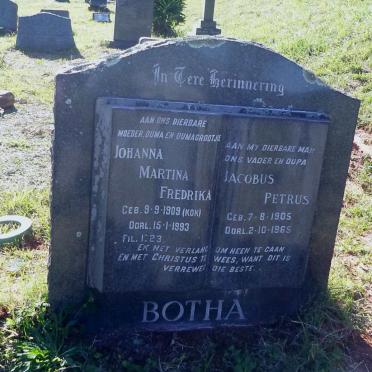 In Tere Herinnering
AAN ONS DIERBARE
MOEDER, OUMA EN OUMAGROOTJE
JOHANNA
MARTINA
FREDRIKA
GEB. 9-9-1909 (KOK)
OORL. 15-1-1993
FIL. 1:23.
AAN MY DIERBARE MAN
ONS VADER EN OUPA
JACOBUS
PETRUS
GEB. 7-8-1905
OORL. 2-10-1965
EK HET VERLANG OM HEEN TE GAAN
EN MET CHRISTUS TE WEES, WANT DIT IS
VERREWEG DIE BESTE.
BOTHA